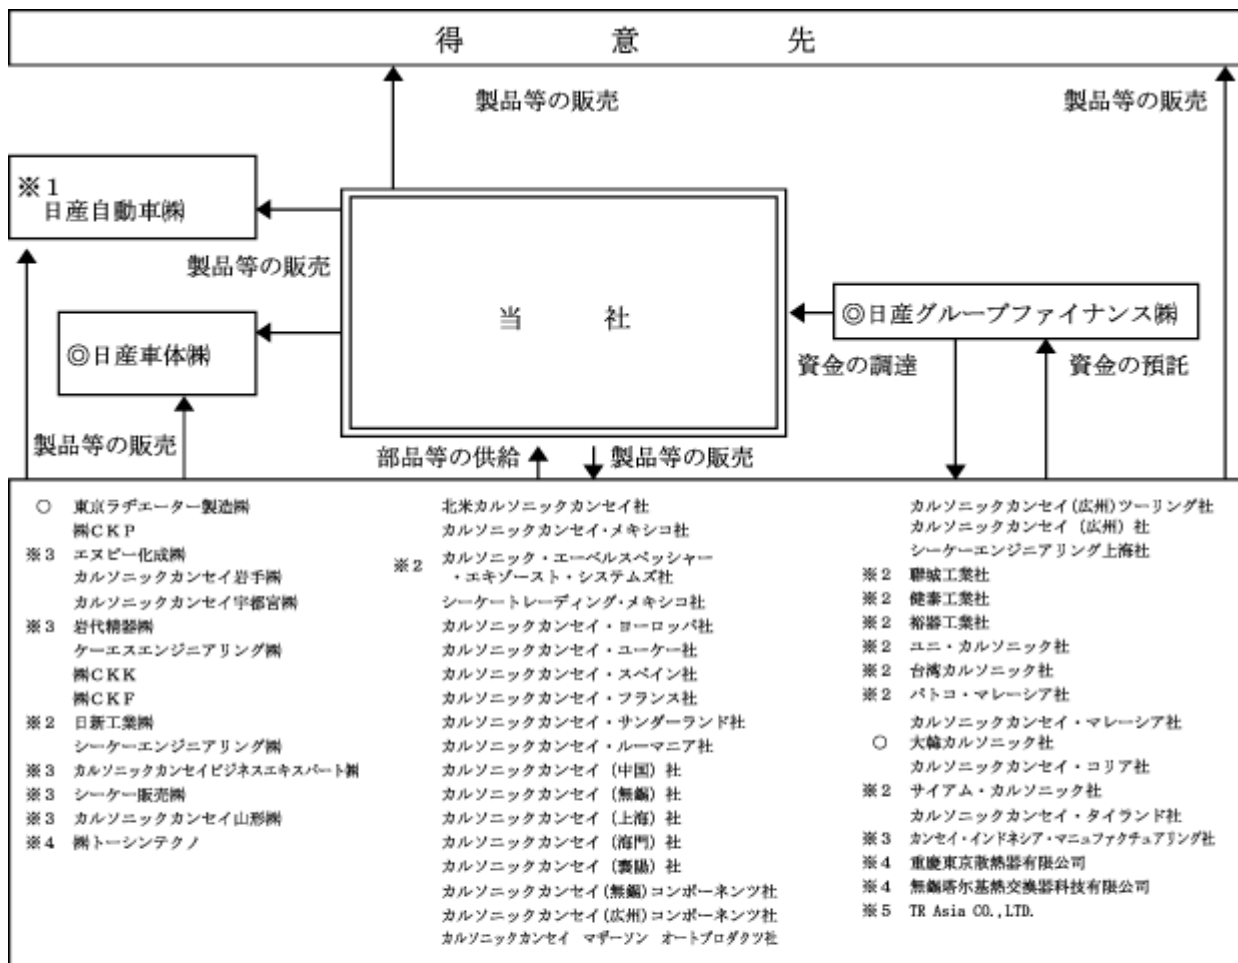 得意先
製品等の販売
製品等の販売
※1
日産自動車㈱
製品等の販売
当社
◎日産グループファイナンス㈱
◎日産車体㈱
資金の調達
資金の預託
製品等の販売
部品等の供給
製品等の販売
○ 東京ラヂエーター製造㈱
㈱CKP
※3 エヌピー化成㈱
カルソニックカンセイ岩手㈱
カルソニックカンセイ宇都宮㈱
※3 岩代精器㈱
ケーエスエンジニアリング㈱
㈱CKK
㈱CKF
※2 日新工業㈱
シーケーエンジニアリング㈱
※3 カルソニックカンセイビジネスエキスパート㈱
※3 シーケー販売㈱
※3 カルソニックカンセイ山形㈱
※4 ㈱トーシンテクノ
北米カルソニックカンセイ社
カルソニックカンセイ・メキシコ社
※2 カルソニック・エーベルスペッシャー
・エキゾースト・システムズ社
シーケートレーディング・メキシコ社
カルソニックカンセイ・ヨーロッパ社
カルソニックカンセイ・ユーケー社
カルソニックカンセイ・スペイン社
カルソニックカンセイ・フランス社
カルソニックカンセイ・サンダーランド社
カルソニックカンセイ・ルーマニア社
カルソニックカンセイ(中国)社
カルソニックカンセイ(無錫)社
カルソニックカンセイ(上海)社
カルソニックカンセイ(海門)社
カルソニックカンセイ(襄陽)社
カルソニックカンセイ(無錫)コンポーネンツ社
カルソニックカンセイ(広州)コンポーネンツ社
カルソニックカンセイ マザーソン オートプロダクツ社
カルソニックカンセイ(広州)ツーリング社
カルソニックカンセイ(広州)社
シーケーエンジニアリング上海社
※2 聯城工業社
※2 健泰工業社
※2 裕器工業社
※2 ユニ・カルソニック社
※2 台湾カルソニック社
※2 パトコ・マレーシア社
カルソニックカンセイ・マレーシア社
○ 大韓カルソニック社
カルソニックカンセイ・コリア社
※2 サイアム・カルソニック社
カルソニックカンセイ・タイランド社
※3 カンセイ・インドネシア・マニュファクチュアリング社
※4 重慶東京散熱器有限公司
※4 無錫塔尔基熱交換器科技有限公司
※5 TR Asia CO.,LTD.